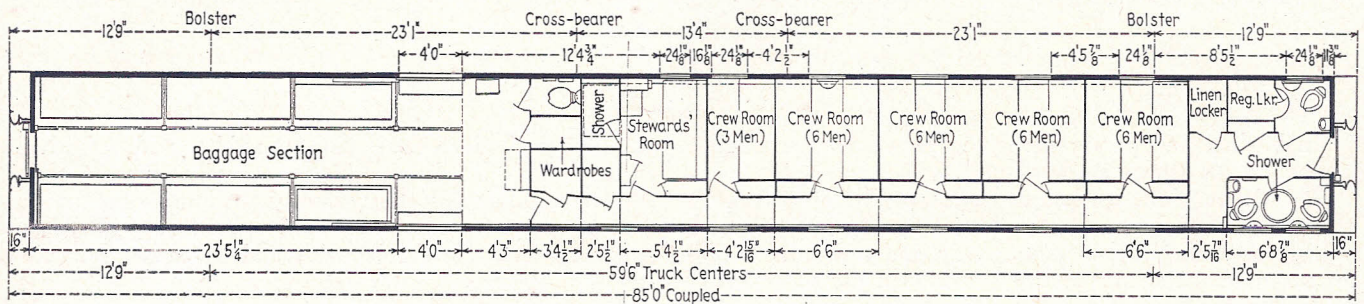 Bolster Cross-bearer Cross-bearer Bolster
12'9" 23'1" 13'4" 23'1" 12'9"
4'0" 12'4¾" 24⅛" 16⅛" 24⅛" 4'2½" 4'5⅞" 24⅛" 8'5½" 24⅛" 11⅜"
Baggage Section
Shower
Wardrobes
Stewards'
Room
Crew Room
(3 Men)
Crew Room
(6 Men)
Crew Room
(6 Men)
Crew Room
(6 Men)
Crew Room
(6 Men)
Linen
Locker
Reg. Lkr.
Shower
16" 23'5¼" 4'0" 4'3" 3'4½" 2'5½" 5'4½" 4'2 15/16" 6'6" 6'6" 2'5 7/16" 6'8⅞" 16"
12'9" 59'6" Truck Centers 12'9"
85'0" Coupled